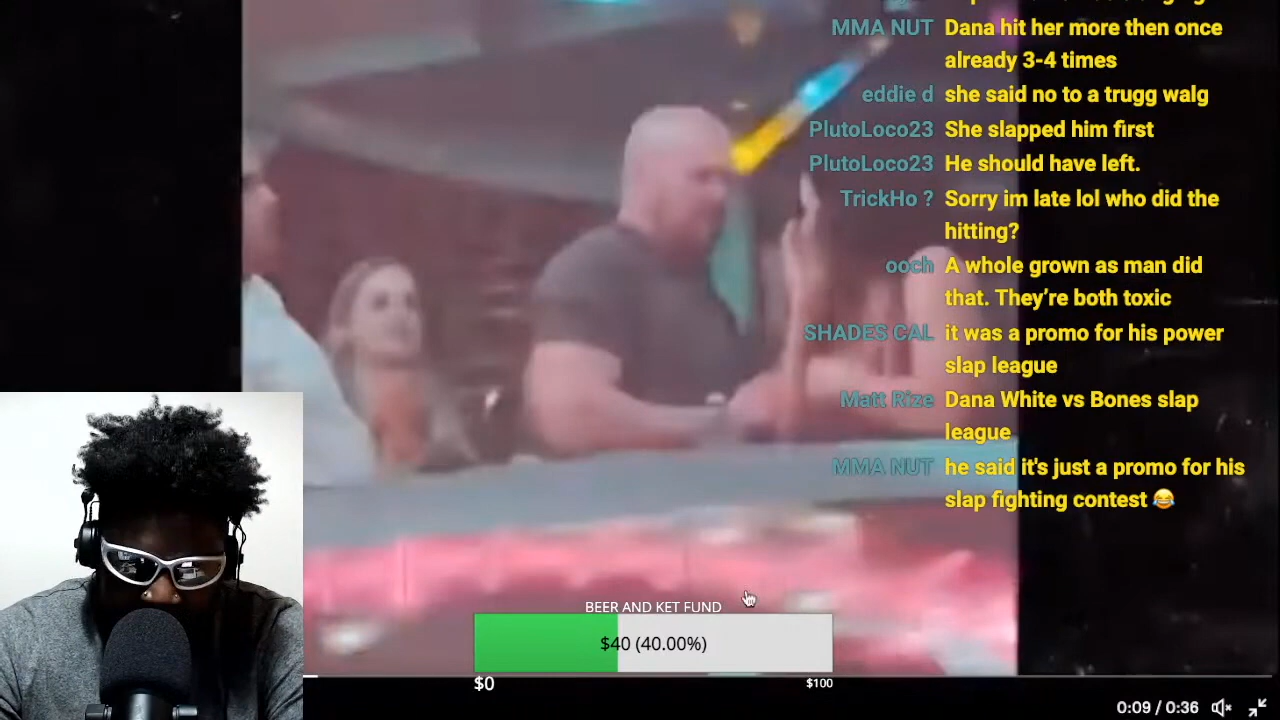 MMA NUT Dana hit her more then once
already 3-4 times
eddie d she said no to a trugg walg
PlutoLoco23 She slapped him first
PlutoLoco23 He should have left.
TrickHo ? Sorry im late lol who did the
hitting?
ooch A whole grown as man did
that. They’re both toxic
SHADES CAL it was a promo for his power
slap league
Matt Rize Dana White vs Bones slap
league
MMA NUT he said it's just a promo for his
slap fighting contest 😂
BEER AND KET FUND
$40 (40.00%)
$0 $100
0:09 / 0:36